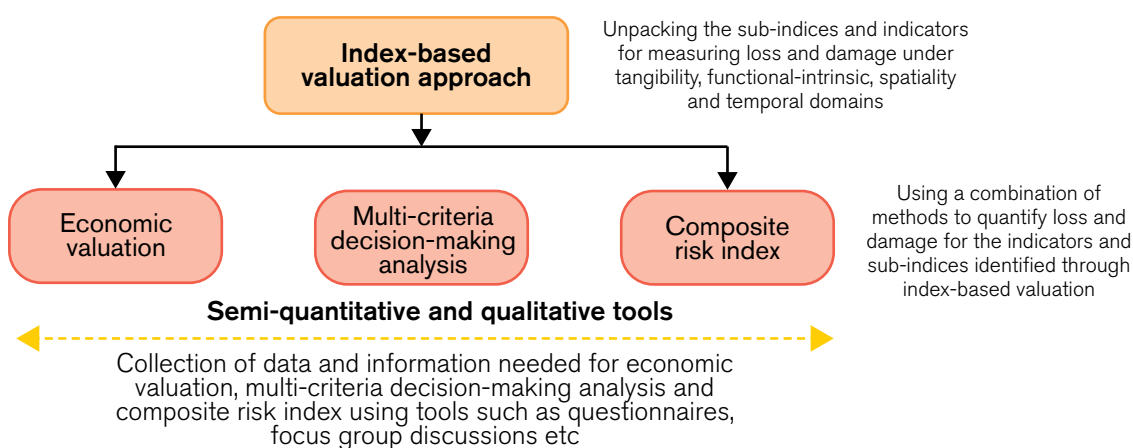 Index-based
valuation approach
Unpacking the sub-indices and indicators
for measuring loss and damage under
tangibility, functional-intrinsic, spatiality
and temporal domains
Economic
valuation
Multi-criteria
decision-making
analysis
Composite
risk index
Using a combination of
methods to quantify loss and
damage for the indicators and
sub-indices identified through
index-based valuation
Semi-quantitative and qualitative tools
Collection of data and information needed for economic
valuation, multi-criteria decision-making analysis and
composite risk index using tools such as questionnaires,
focus group discussions etc